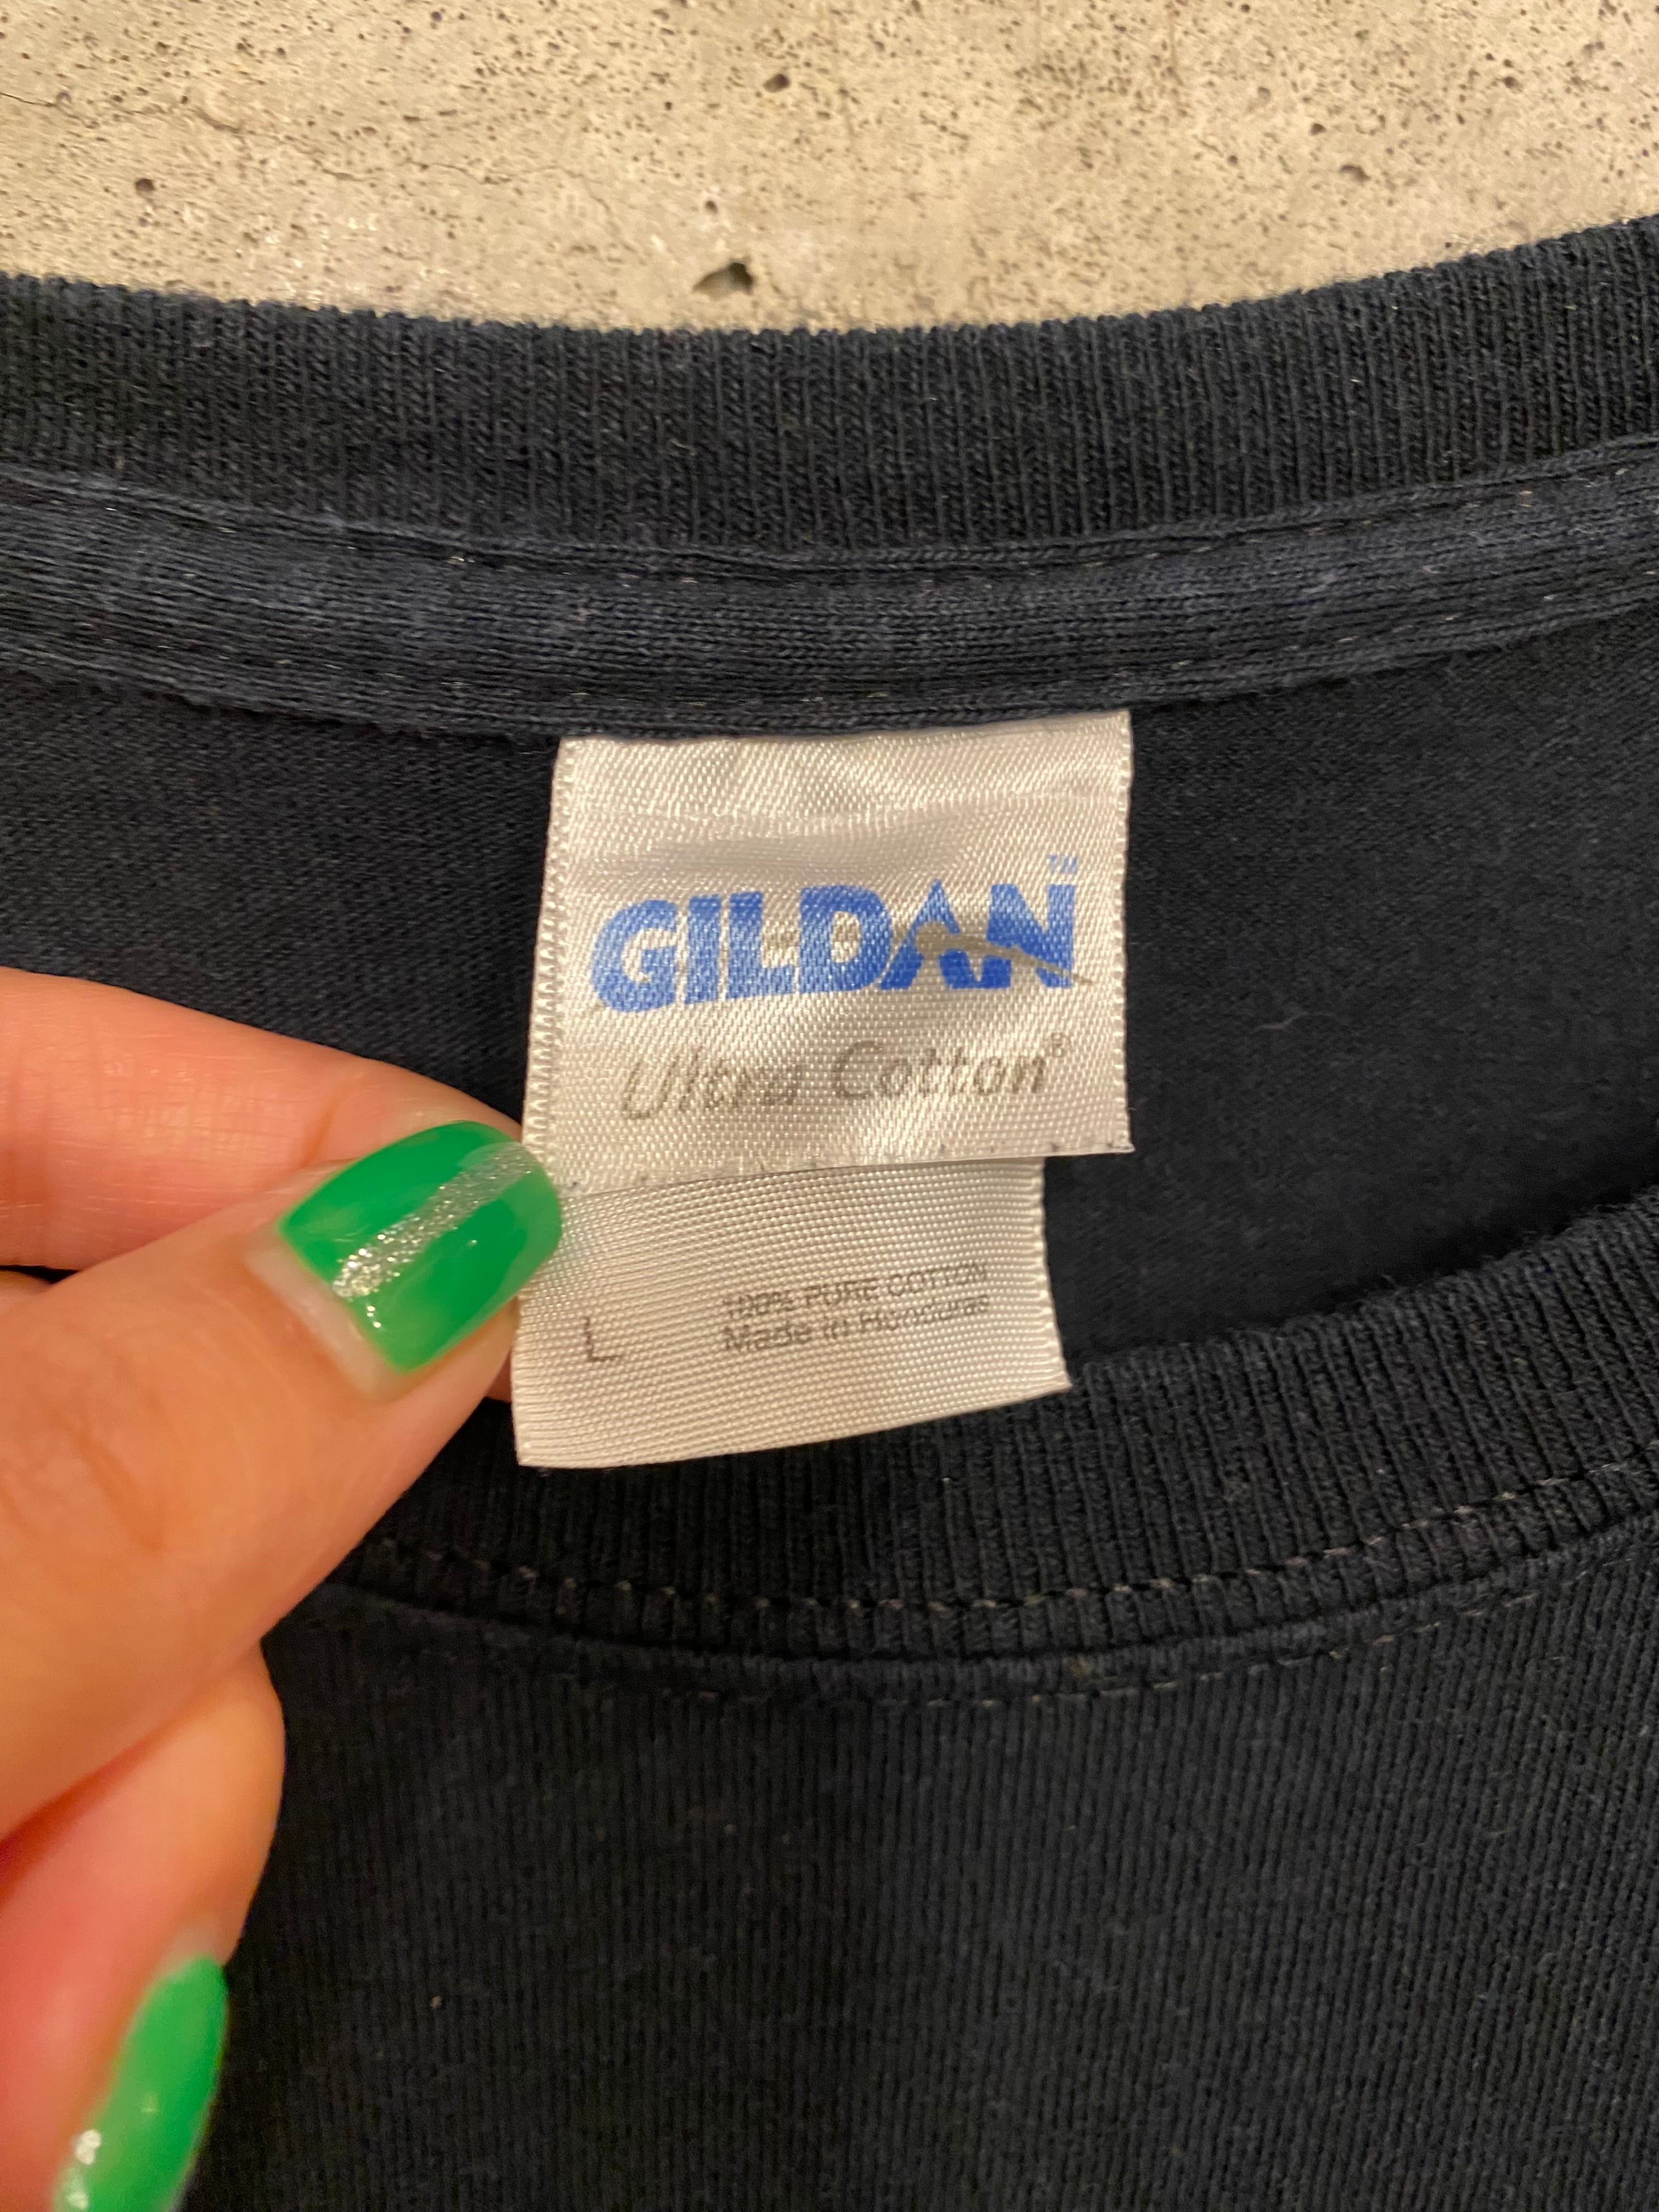 GILDAN™
Ultra Cotton®
L
100% PURE COTTON
Made in Honduras